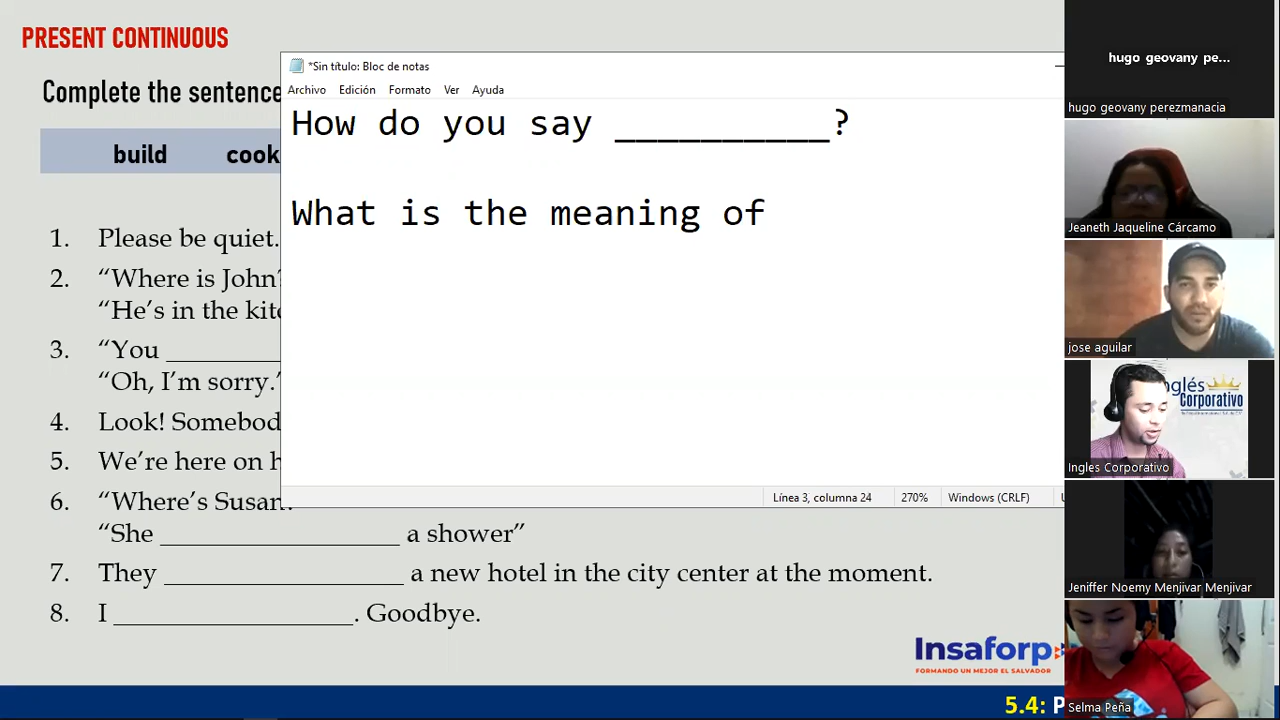 PRESENT CONTINUOUS
Complete the sentence
build cook
1. Please be quiet.
2. “Where is John?
“He’s in the
3. “You ____________
“Oh, I’m sorry.”
4. Look! Somebod
5. We’re here on h
6. “Where’s Susan?
“She ____________________ a shower”
7. They ____________________ a new hotel in the city center at the moment.
8. I ____________________. Goodbye.
*Sin título: Bloc de notas
Archivo Edición Formato Ver Ayuda
How do you say __________?
What is the meaning of
Línea 3, columna 24 270% Windows (CRLF)
Insaforp
FORMANDO UN MEJOR EL SALVADOR
5.4: P
hugo geovany pe...
hugo geovany perezmanacia
Jeaneth Jaqueline Cárcamo
jose aguilar
Inglés
Corporativo
Ingles Corporativo
Jeniffer Noemy Menjivar Menjivar
Selma Peña